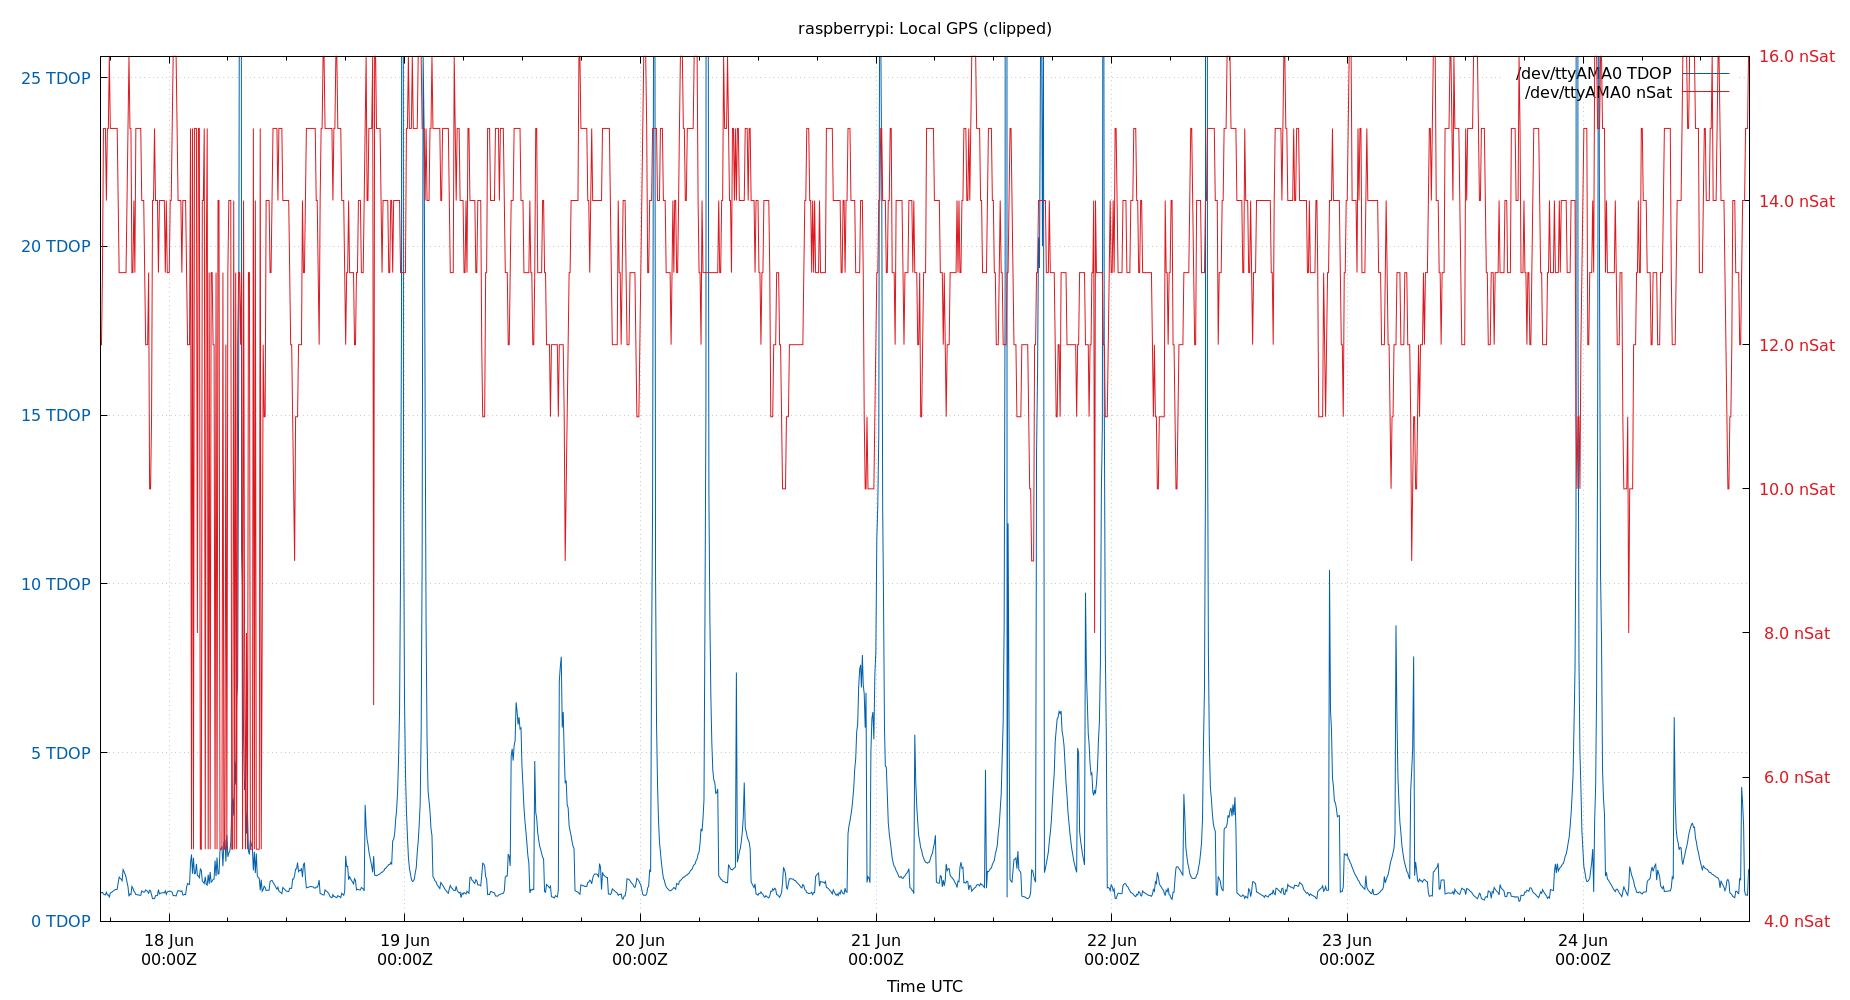 raspberrypi: Local GPS (clipped)
25 TDOP
20 TDOP
15 TDOP
10 TDOP
5 TDOP
0 TDOP
16.0 nSat
14.0 nSat
12.0 nSat
10.0 nSat
8.0 nSat
6.0 nSat
4.0 nSat
/dev/ttyAMA0 TDOP
/dev/ttyAMA0 nSat
18 Jun
00:00Z
19 Jun
00:00Z
20 Jun
00:00Z
21 Jun
00:00Z
22 Jun
00:00Z
23 Jun
00:00Z
24 Jun
00:00Z
Time UTC